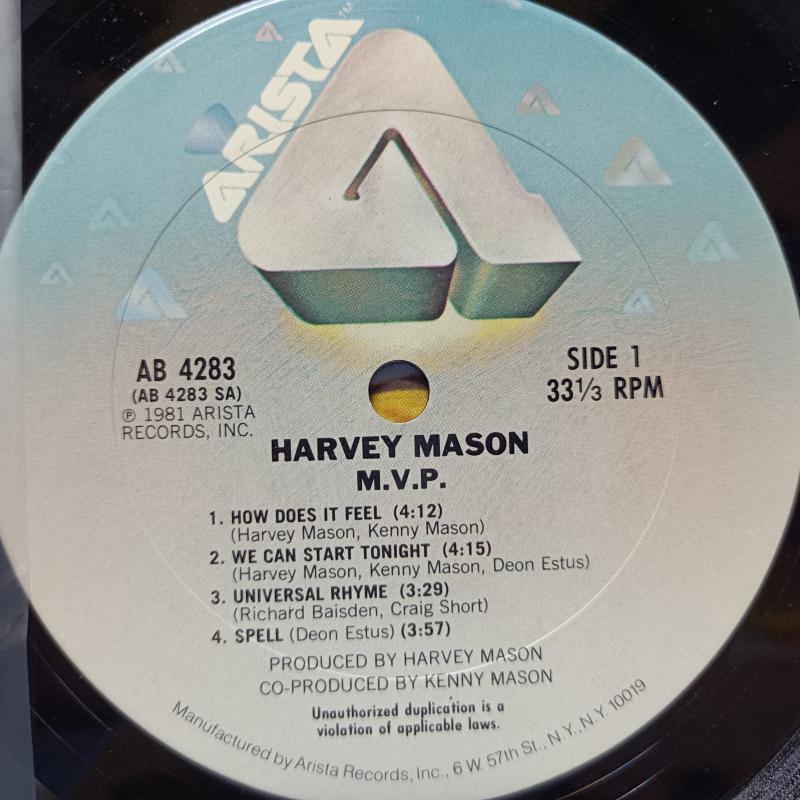 ARISTA™
AB 4283
(AB 4283 SA)
℗ 1981 ARISTA
RECORDS, INC.
SIDE 1
33⅓ RPM
HARVEY MASON
M.V.P.
1. HOW DOES IT FEEL (4:12)
(Harvey Mason, Kenny Mason)
2. WE CAN START TONIGHT (4:15)
(Harvey Mason, Kenny Mason, Deon Estus)
3. UNIVERSAL RHYME (3:29)
(Richard Baisden, Craig Short)
4. SPELL (Deon Estus) (3:57)
PRODUCED BY HARVEY MASON
CO-PRODUCED BY KENNY MASON
Unauthorized duplication is a
violation of applicable laws.
Manufactured by Arista Records, Inc., 6 W. 57th St., N.Y., N.Y. 10019